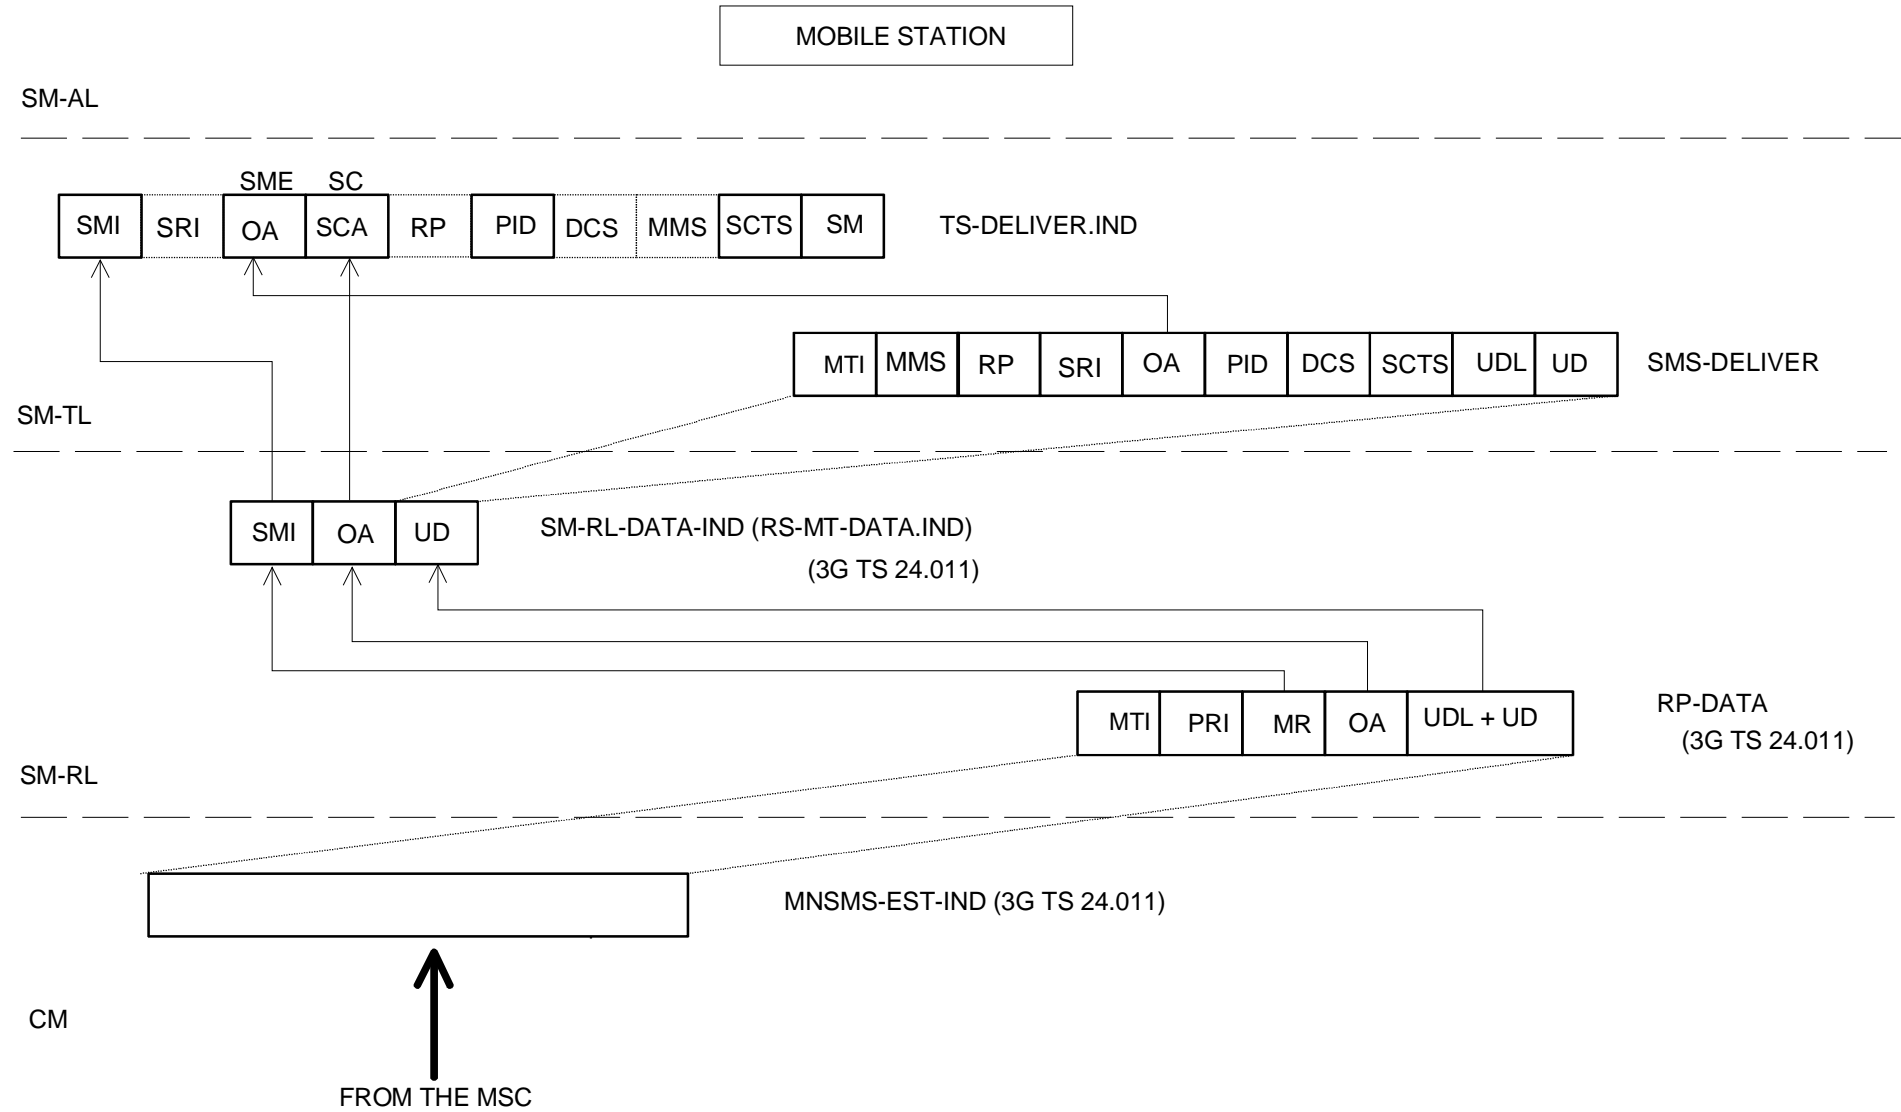 MOBILE STATION
SM-AL
SME SC
SMI SRI OA SCA RP PID DCS MMS SCTS SM TS-DELIVER.IND
MTI MMS RP SRI OA PID DCS SCTS UDL UD SMS-DELIVER
SM-TL
SMI OA UD SM-RL-DATA-IND (RS-MT-DATA.IND)
(3G TS 24.011)
MTI PRI MR OA UDL + UD RP-DATA
(3G TS 24.011)
SM-RL
MNSMS-EST-IND (3G TS 24.011)
CM
FROM THE MSC